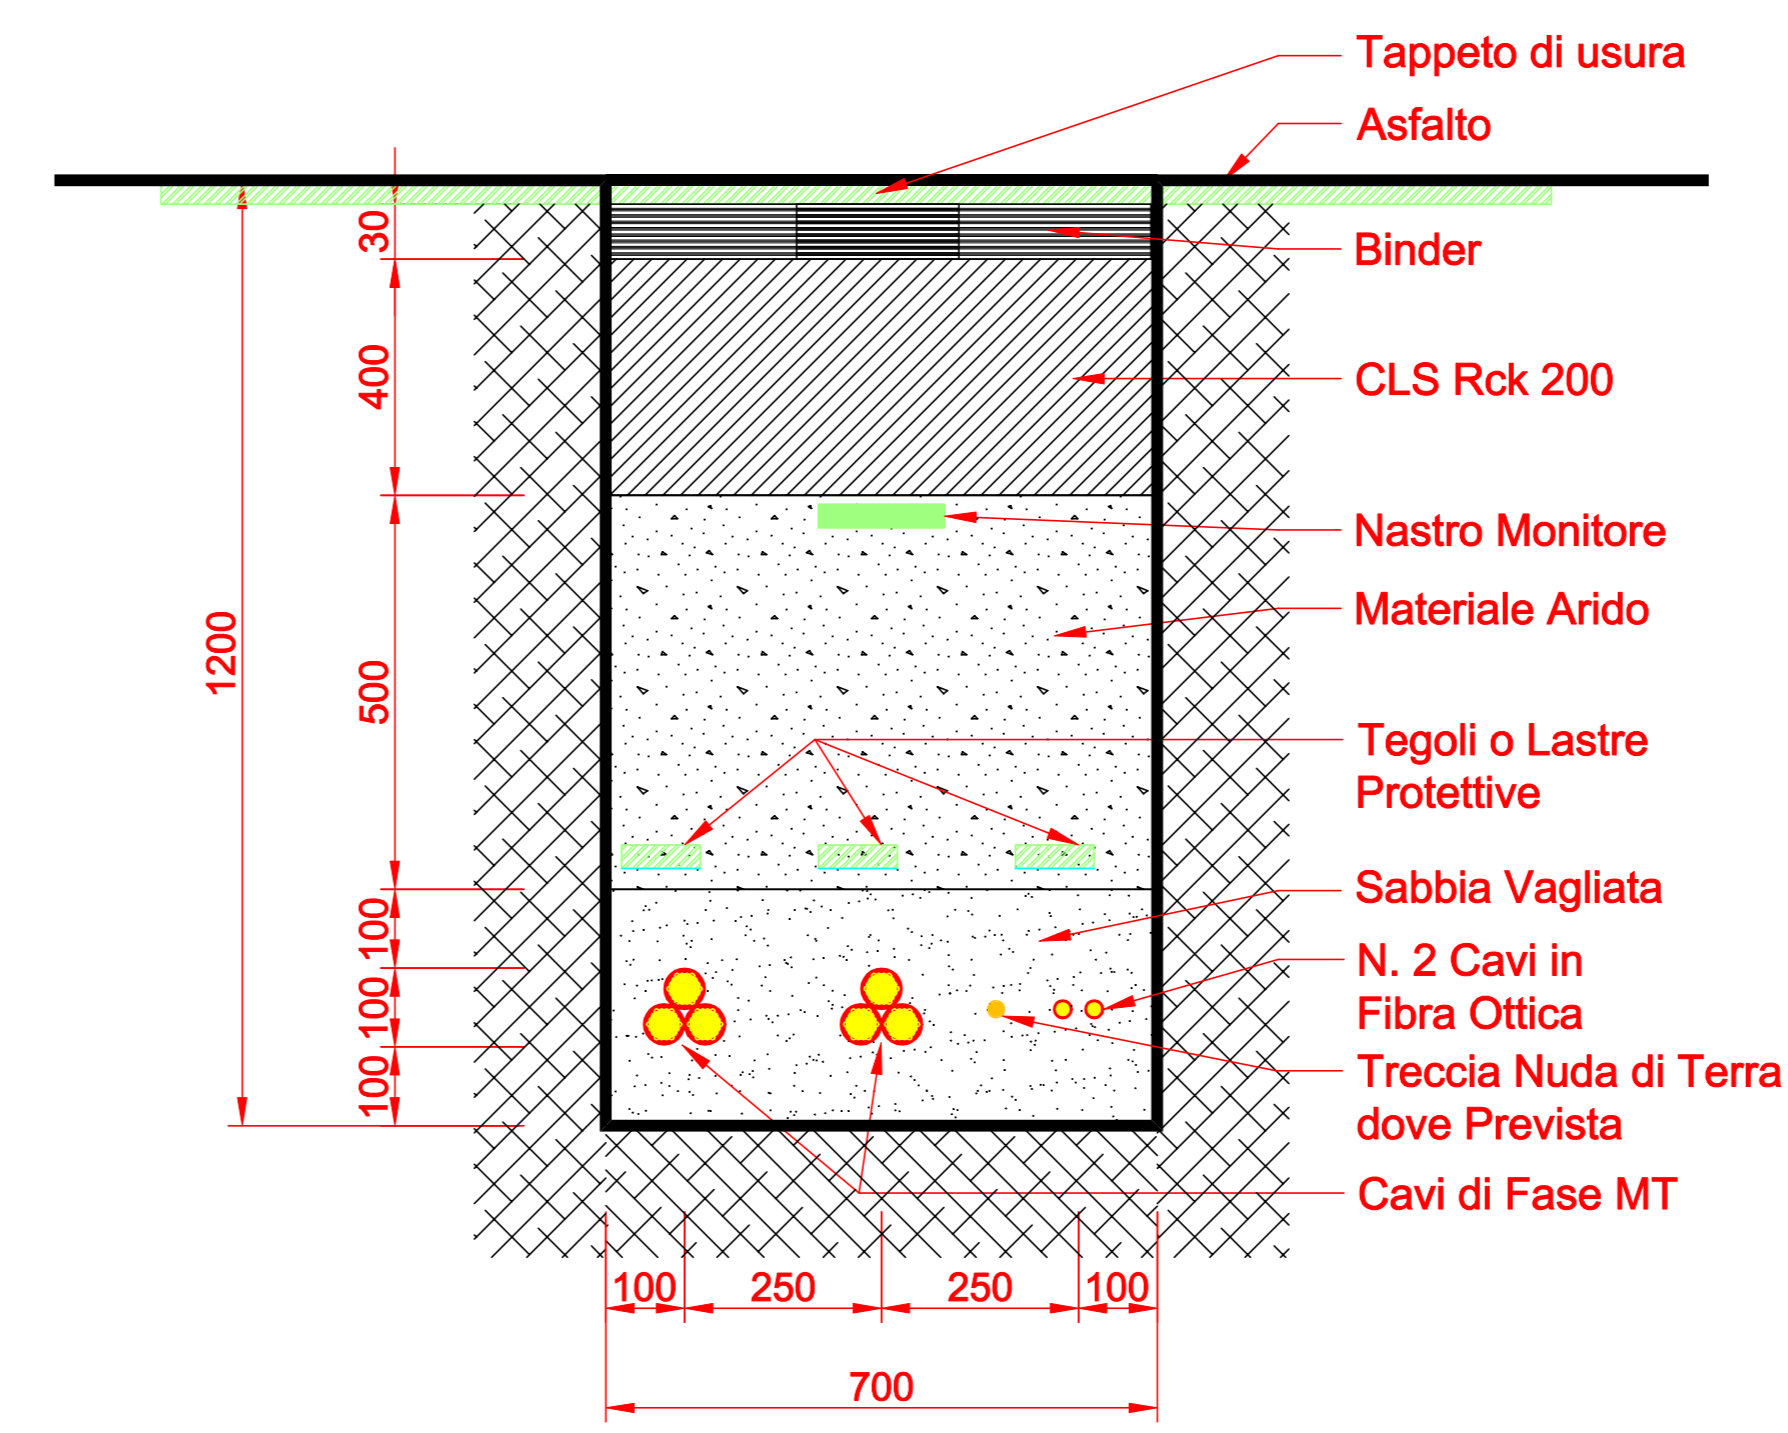 Tappeto di usura
Asfalto
30
Binder
400
CLS Rck 200
Nastro Monitore
Materiale Arido
1200
500
Tegoli o Lastre
Protettive
Sabbia Vagliata
100
N. 2 Cavi in
Fibra Ottica
100
Treccia Nuda di Terra
dove Prevista
100
Cavi di Fase MT
100 250 250 100
700